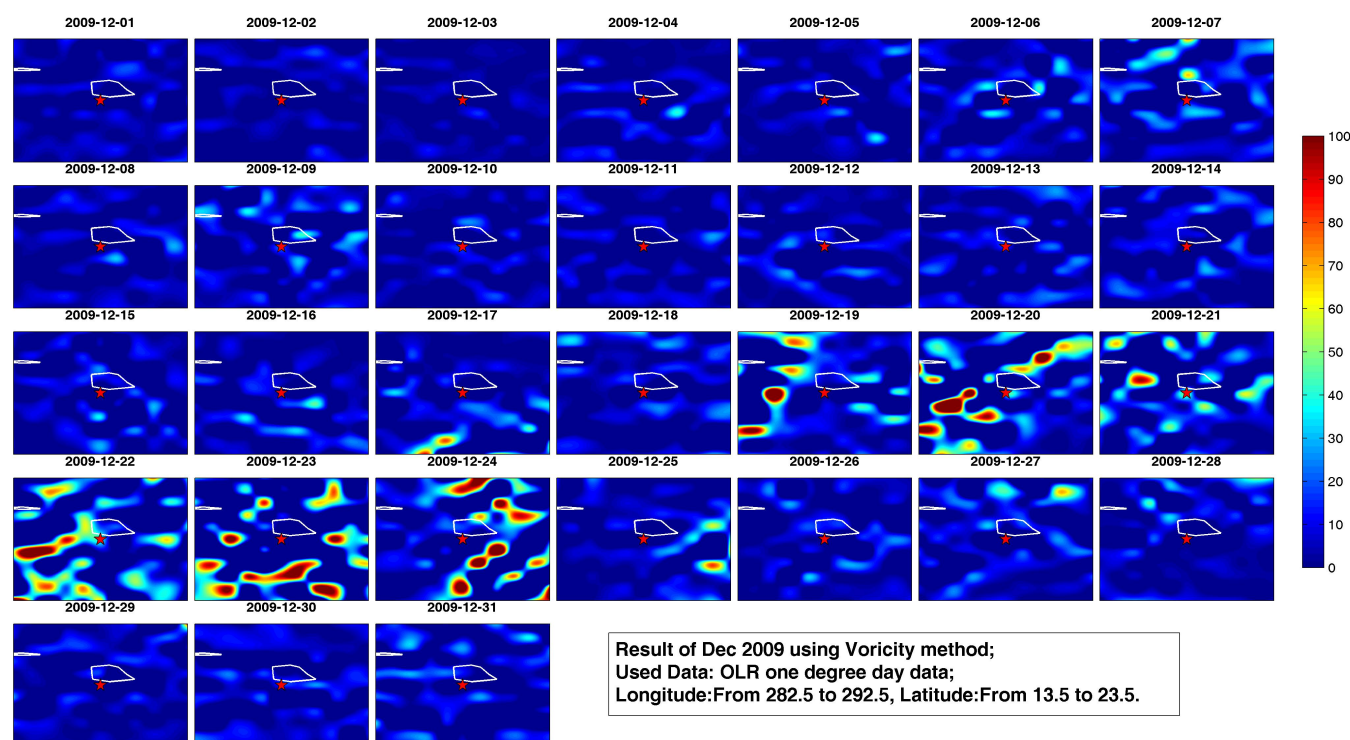 2009-12-01 2009-12-02 2009-12-03 2009-12-04 2009-12-05 2009-12-06 2009-12-07
2009-12-08 2009-12-09 2009-12-10 2009-12-11 2009-12-12 2009-12-13 2009-12-14
2009-12-15 2009-12-16 2009-12-17 2009-12-18 2009-12-19 2009-12-20 2009-12-21
2009-12-22 2009-12-23 2009-12-24 2009-12-25 2009-12-26 2009-12-27 2009-12-28
2009-12-29 2009-12-30 2009-12-31
100
90
80
70
60
50
40
30
20
10
0
Result of Dec 2009 using Voricity method;
Used Data: OLR one degree day data;
Longitude:From 282.5 to 292.5, Latitude:From 13.5 to 23.5.